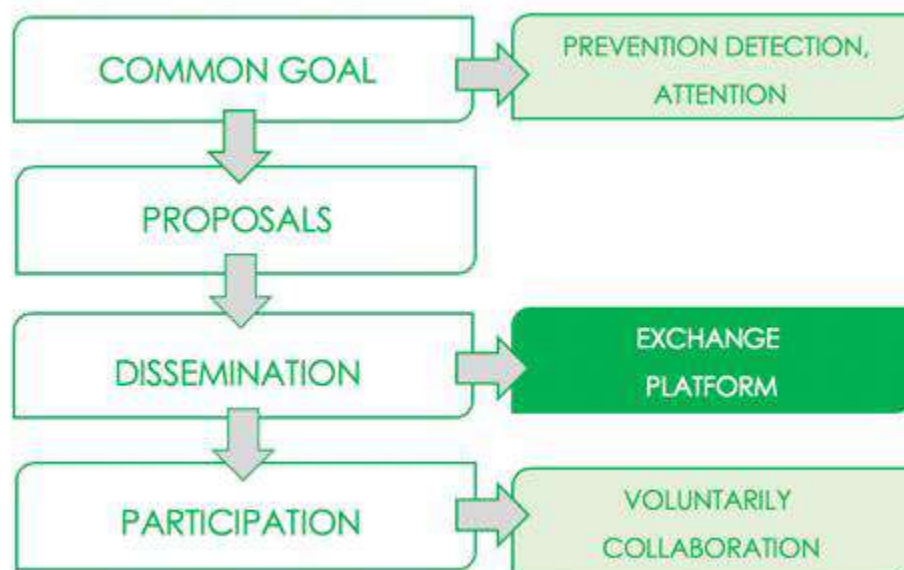 COMMON GOAL
PREVENTION DETECTION,
ATTENTION
PROPOSALS
DISSEMINATION
EXCHANGE
PLATFORM
PARTICIPATION
VOLUNTARILY
COLLABORATION